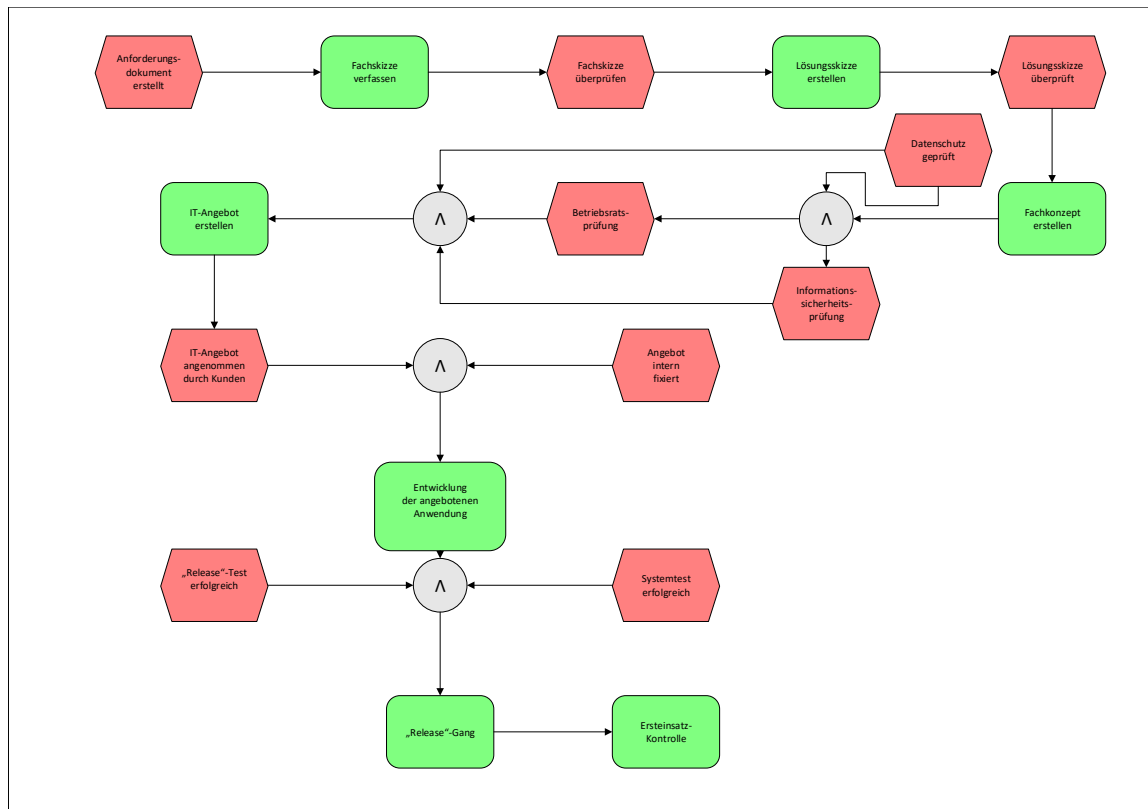 Anforderungs-
dokument
erstellt
Fachskizze
verfassen
Fachskizze
überprüfen
Lösungsskizze
erstellen
Lösungsskizze
überprüft
Datenschutz
geprüft
IT-Angebot
erstellen
Λ
Betriebsrats-
prüfung
Λ
Fachkonzept
erstellen
Informations-
sicherheits-
prüfung
IT-Angebot
angenommen
durch Kunden
Λ
Angebot
intern
fixiert
Entwicklung
der angebotenen
Anwendung
„Release“-Test
erfolgreich
Λ
Systemtest
erfolgreich
„Release“-Gang
Ersteinsatz-
Kontrolle